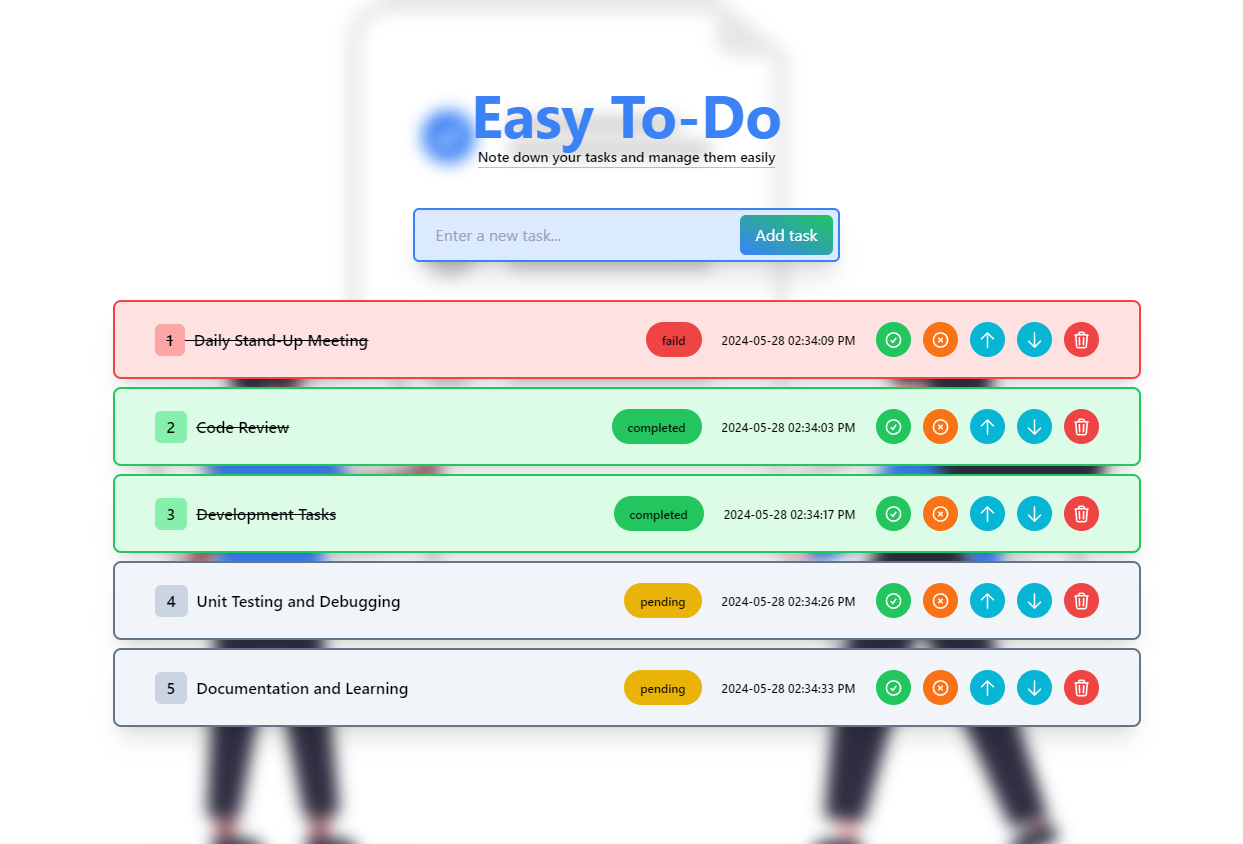 Easy To-Do
Note down your tasks and manage them easily
Enter a new task...
Add task
1 Daily Stand-Up Meeting faild 2024-05-28 02:34:09 PM
2 Code Review completed 2024-05-28 02:34:03 PM
3 Development Tasks completed 2024-05-28 02:34:17 PM
4 Unit Testing and Debugging pending 2024-05-28 02:34:26 PM
5 Documentation and Learning pending 2024-05-28 02:34:33 PM